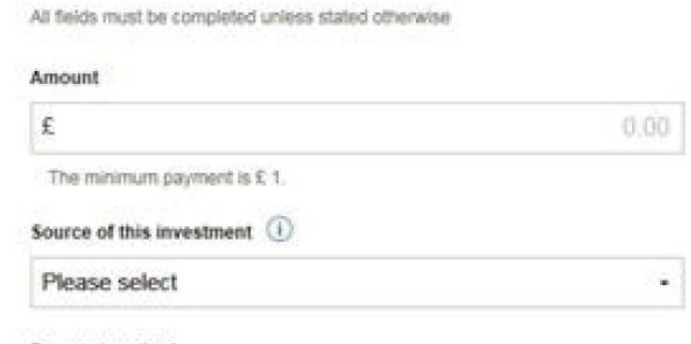 All fields must be completed unless stated otherwise
Amount
£ 0.00
The minimum payment is £ 1.
Source of this investment
Please select